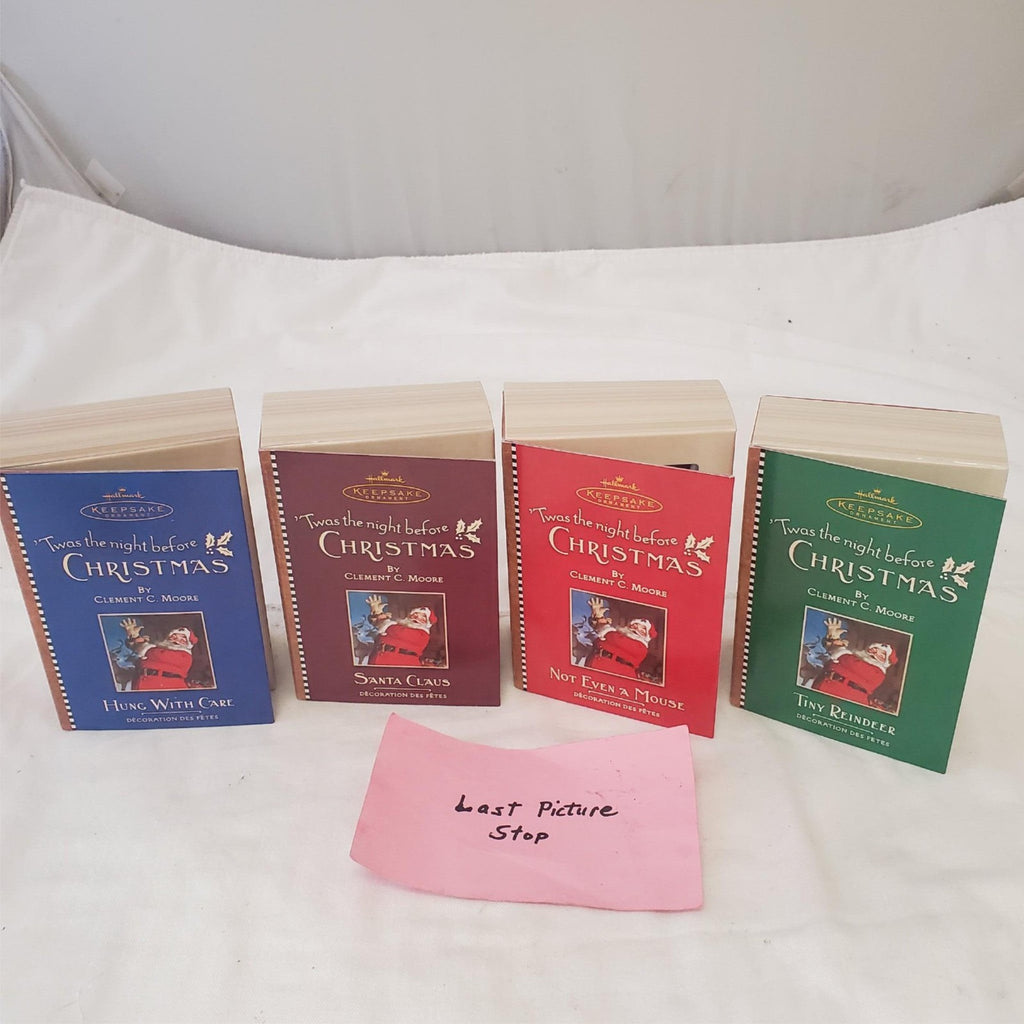 Hallmark
KEEPSAKE
ORNAMENT
'Twas the night before
CHRISTMAS
BY
CLEMENT C. MOORE
HUNG WITH CARE
DÉCORATION DES FÊTES
Hallmark
KEEPSAKE
ORNAMENT
'Twas the night before
CHRISTMAS
BY
CLEMENT C. MOORE
SANTA CLAUS
DÉCORATION DES FÊTES
Hallmark
KEEPSAKE
ORNAMENT
'Twas the night before
CHRISTMAS
BY
CLEMENT C. MOORE
NOT EVEN A MOUSE
DÉCORATION DES FÊTES
Hallmark
KEEPSAKE
ORNAMENT
'Twas the night before
CHRISTMAS
BY
CLEMENT C. MOORE
TINY REINDEER
DÉCORATION DES FÊTES
Last Picture
Stop